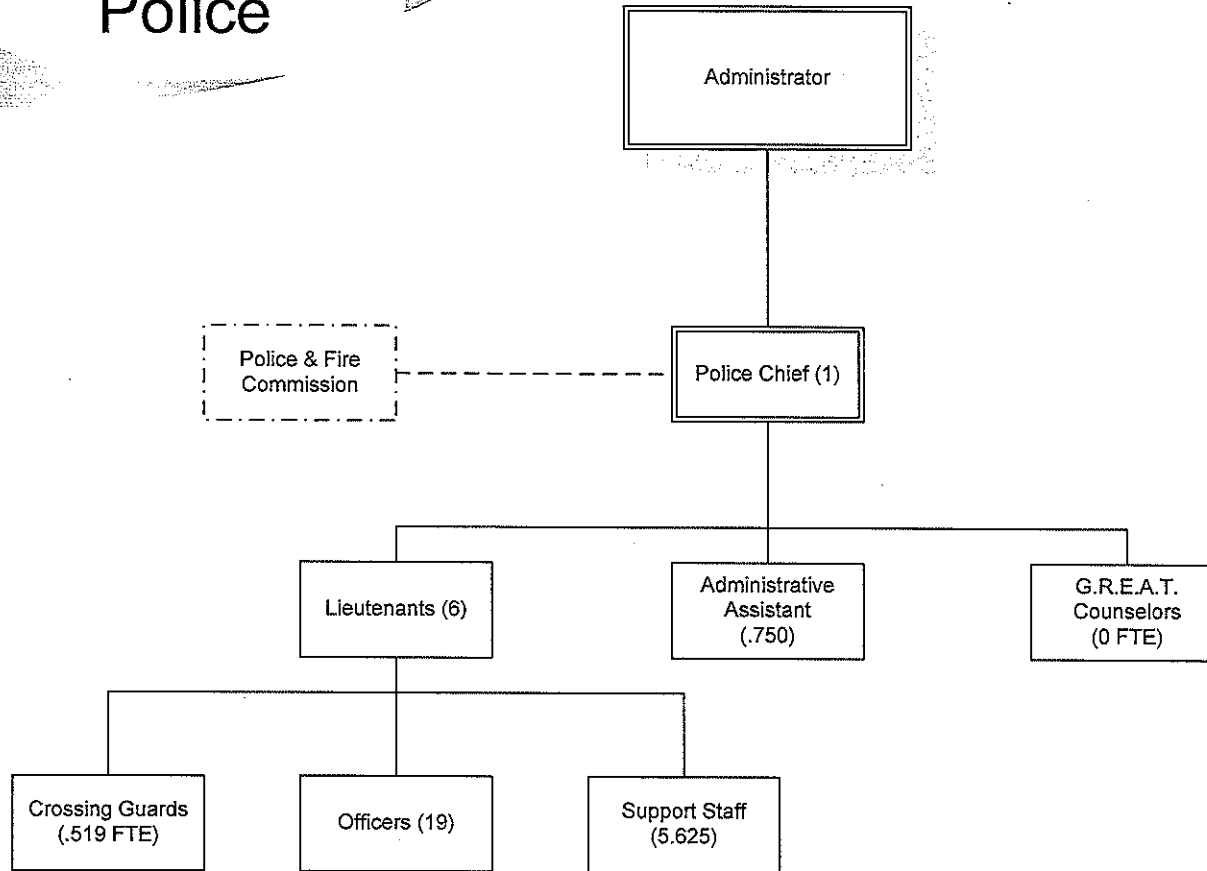 Police
Administrator
Police & Fire
Commission
Police Chief (1)
Lieutenants (6)
Administrative
Assistant
(.750)
G.R.E.A.T.
Counselors
(0 FTE)
Crossing Guards
(.519 FTE)
Officers (19)
Support Staff
(5.625)